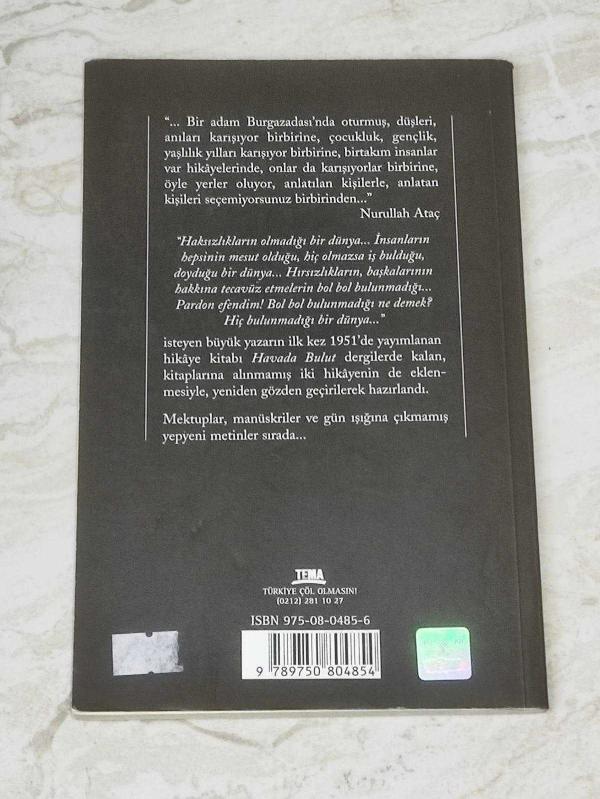 “... Bir adam Burgazadası’nda oturmuş, düşleri,
anıları karışıyor birbirine, çocukluk, gençlik,
yaşlılık yılları karışıyor birbirine, birtakım insanlar
var hikâyelerinde, onlar da karışıyorlar birbirine,
öyle yerler oluyor, anlatılan kişilerle, anlatan
kişileri seçemiyorsunuz birbirinden...”
Nurullah Ataç
"Haksızlıkların olmadığı bir dünya... İnsanların
hepsinin mesut olduğu, hiç olmazsa iş bulduğu,
doyduğu bir dünya... Hırsızlıkların, başkalarının
hakkına tecavüz etmelerin bol bol bulunmadığı...
Pardon efendim! Bol bol bulunmadığı ne demek?
Hiç bulunmadığı bir dünya..."
isteyen büyük yazarın ilk kez 1951’de yayımlanan
hikâye kitabı Havada Bulut dergilerde kalan,
kitaplarına alınmamış iki hikâyenin de eklen-
mesiyle, yeniden gözden geçirilerek hazırlandı.
Mektuplar, manüskriler ve gün ışığına çıkmamış
yepyeni metinler sırada...
TEMA
TÜRKİYE ÇÖL OLMASIN!
(0212) 281 10 27
ISBN 975-08-0485-6
9 789750 804854